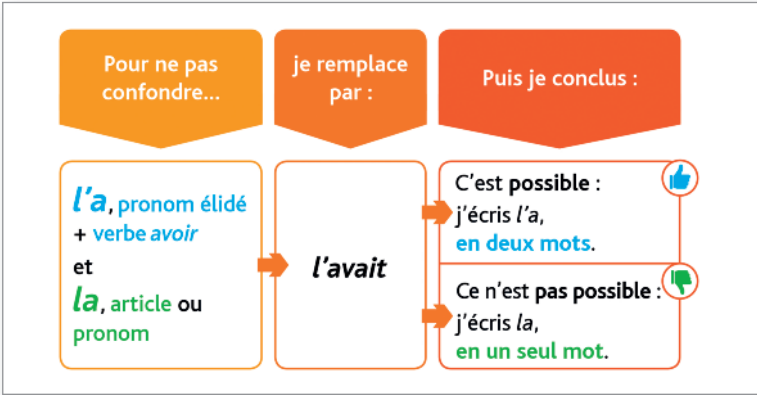 Pour ne pas
confondre...
je remplace
par :
Puis je conclus :
l'a, pronom élidé
+ verbe avoir
et
la, article ou
pronom
l'avait
C'est possible :
j'écris l'a,
en deux mots.
Ce n'est pas possible :
j'écris la,
en un seul mot.